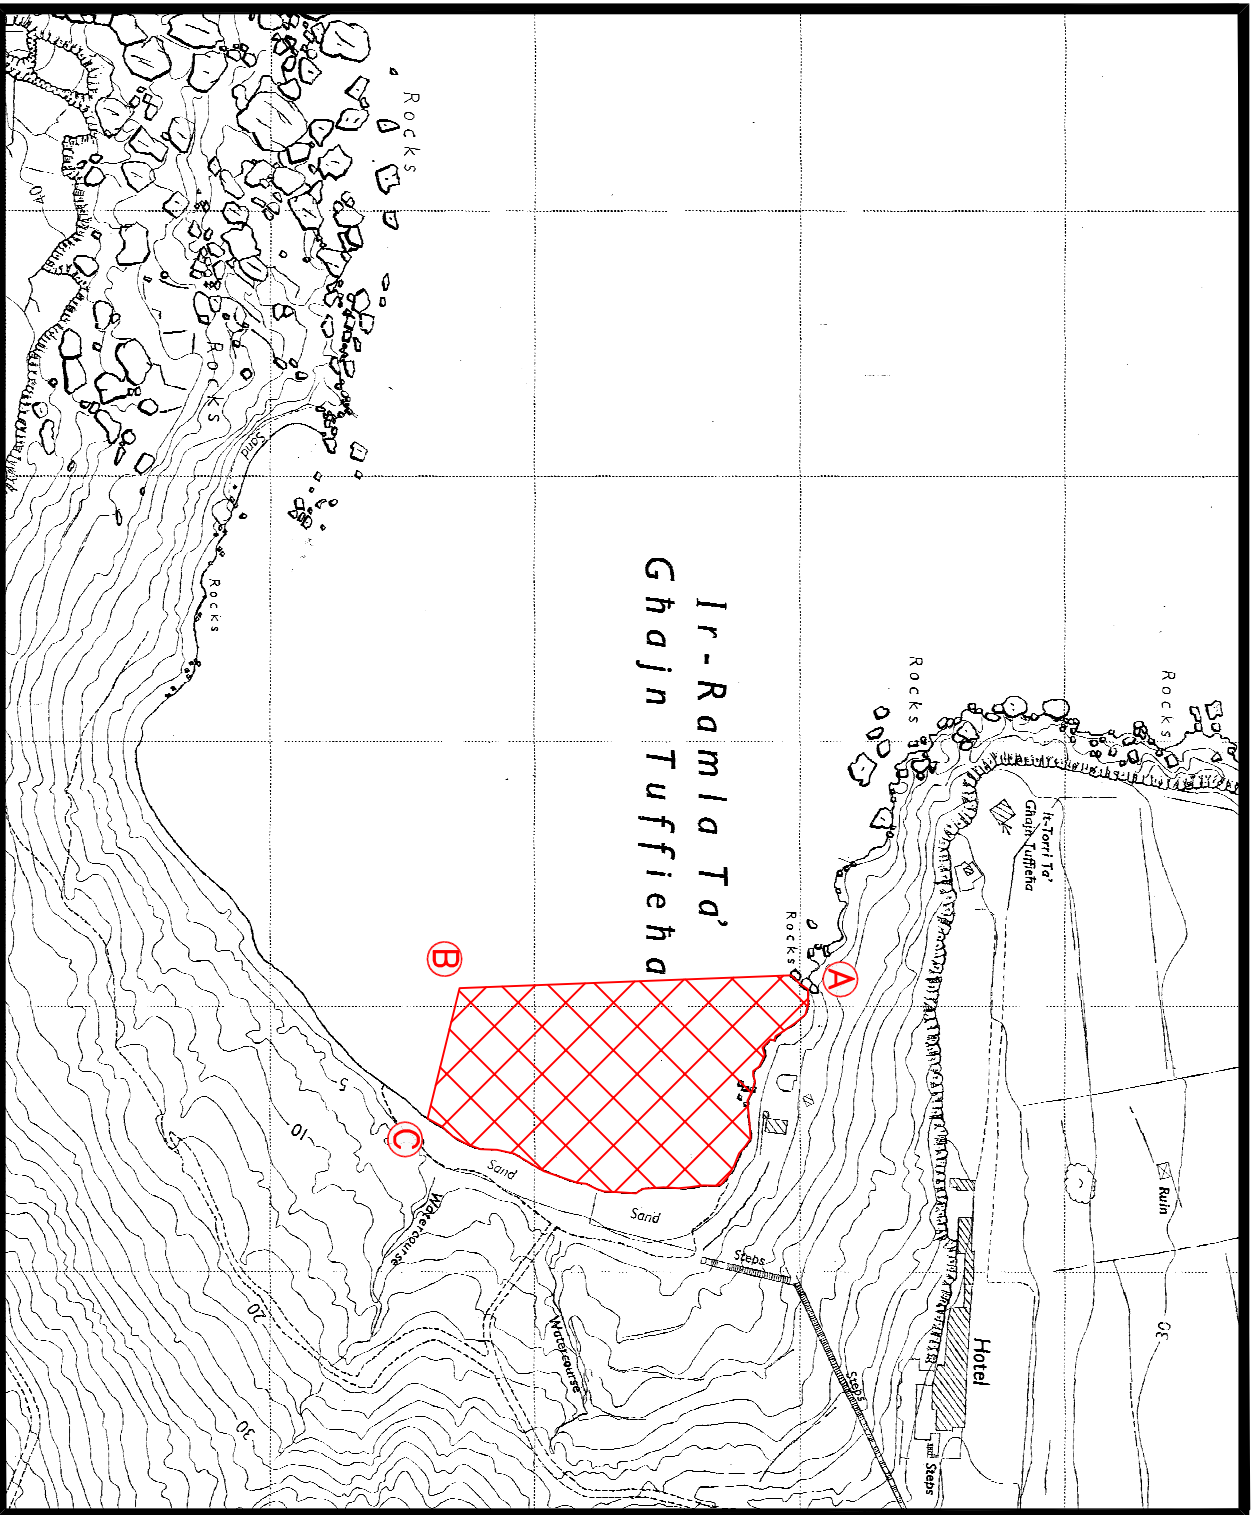 Rocks
40
Rocks
Sand
Rocks
Ir-Ramla Ta'
Għajn Tuffieħa
Rocks
Rocks
It-Torri Ta'
Għajn Tuffieħa
Rocks
A
B
C
5
10
Sand
Sand
Watercourse
Watercourse
Steps
Steps
Steps
Hotel
Ruin
20
30
30